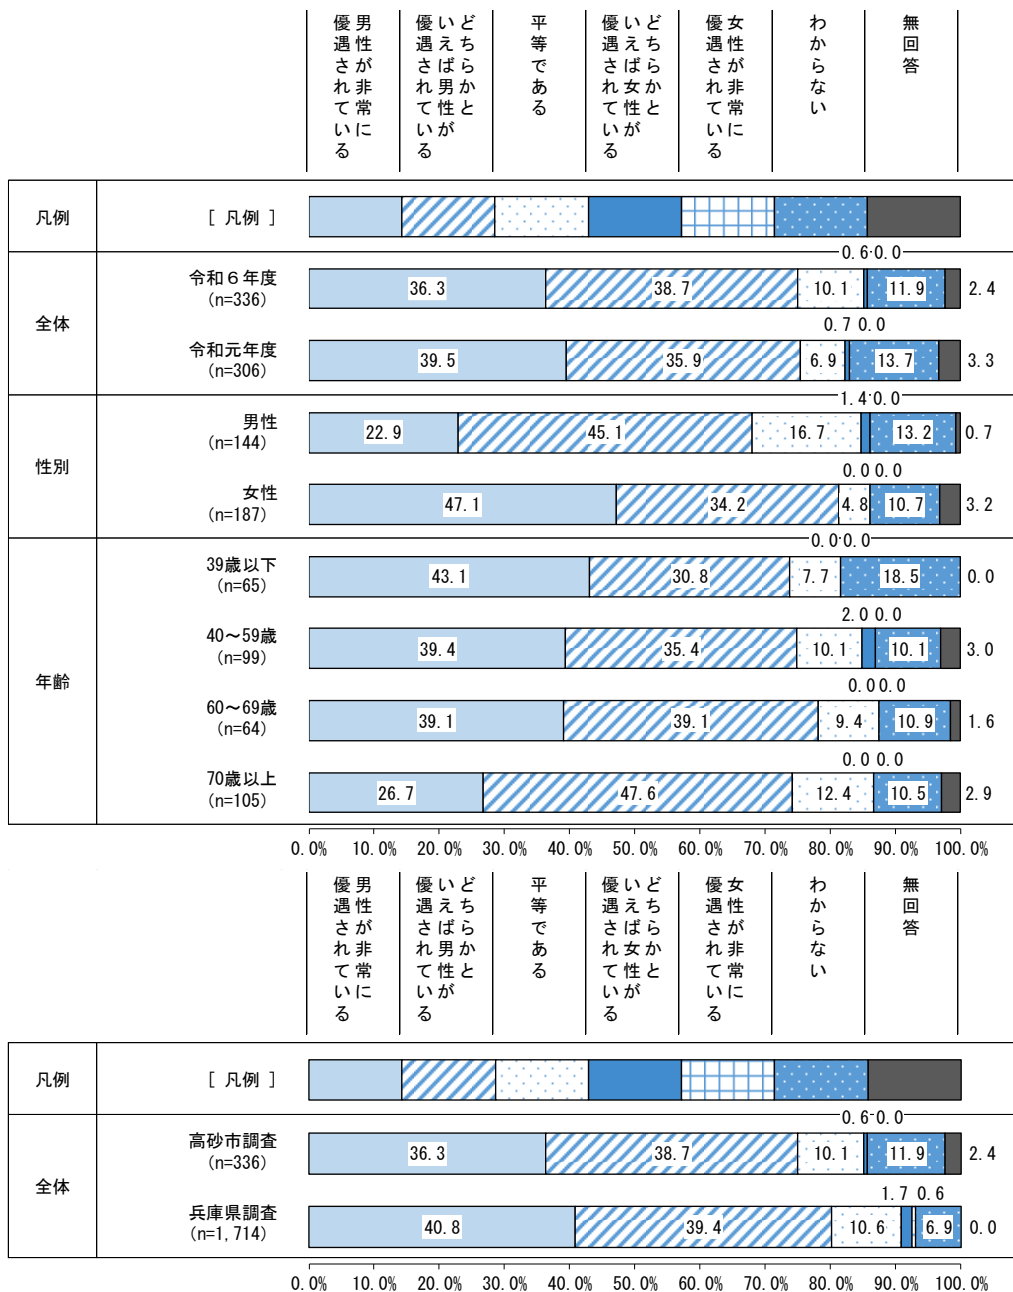 男性が非常に
優遇されている
どちらかと
いえば男性が
優遇されている
平等である
どちらかと
いえば女性が
優遇されている
女性が非常に
優遇されている
わからない
無回答
凡例
[ 凡例 ]
全体
令和６年度
(n=336)
0.6 0.0
36.3 38.7 10.1 11.9 2.4
令和元年度
(n=306)
0.7 0.0
39.5 35.9 6.9 13.7 3.3
性別
男性
(n=144)
1.4 0.0
22.9 45.1 16.7 13.2 0.7
女性
(n=187)
0.0 0.0
47.1 34.2 4.8 10.7 3.2
年齢
39歳以下
(n=65)
0.0 0.0
43.1 30.8 7.7 18.5 0.0
40～59歳
(n=99)
2.0 0.0
39.4 35.4 10.1 10.1 3.0
60～69歳
(n=64)
0.0 0.0
39.1 39.1 9.4 10.9 1.6
70歳以上
(n=105)
0.0 0.0
26.7 47.6 12.4 10.5 2.9
0.0% 10.0% 20.0% 30.0% 40.0% 50.0% 60.0% 70.0% 80.0% 90.0% 100.0%
男性が非常に
優遇されている
どちらかと
いえば男性が
優遇されている
平等である
どちらかと
いえば女性が
優遇されている
女性が非常に
優遇されている
わからない
無回答
凡例
[ 凡例 ]
全体
高砂市調査
(n=336)
0.6 0.0
36.3 38.7 10.1 11.9 2.4
兵庫県調査
(n=1,714)
1.7 0.6
40.8 39.4 10.6 6.9 0.0
0.0% 10.0% 20.0% 30.0% 40.0% 50.0% 60.0% 70.0% 80.0% 90.0% 100.0%